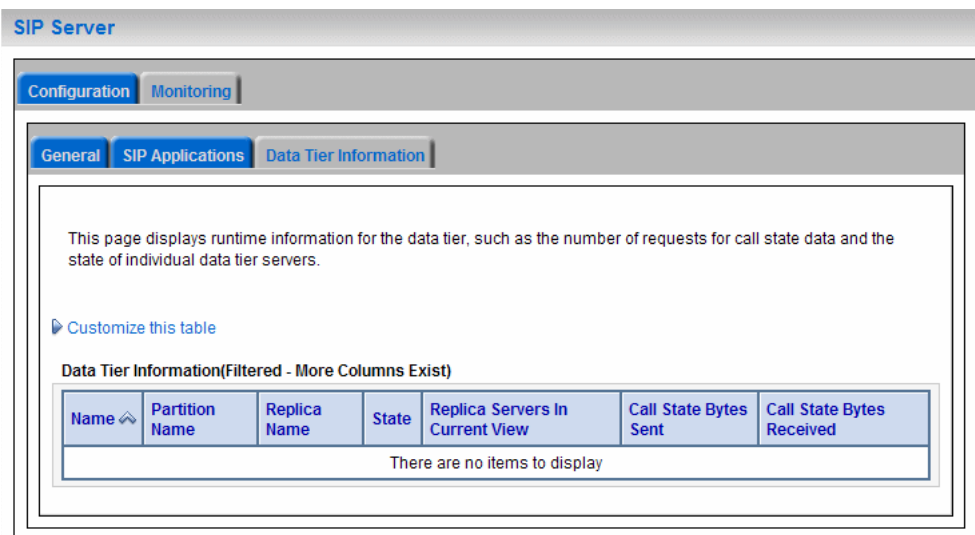 SIP Server
Configuration Monitoring
General SIP Applications Data Tier Information
This page displays runtime information for the data tier, such as the number of requests for call state data and the
state of individual data tier servers.
Customize this table
Data Tier Information(Filtered - More Columns Exist)
Name Partition Name Replica Name State Replica Servers In Current View Call State Bytes Sent Call State Bytes Received
There are no items to display